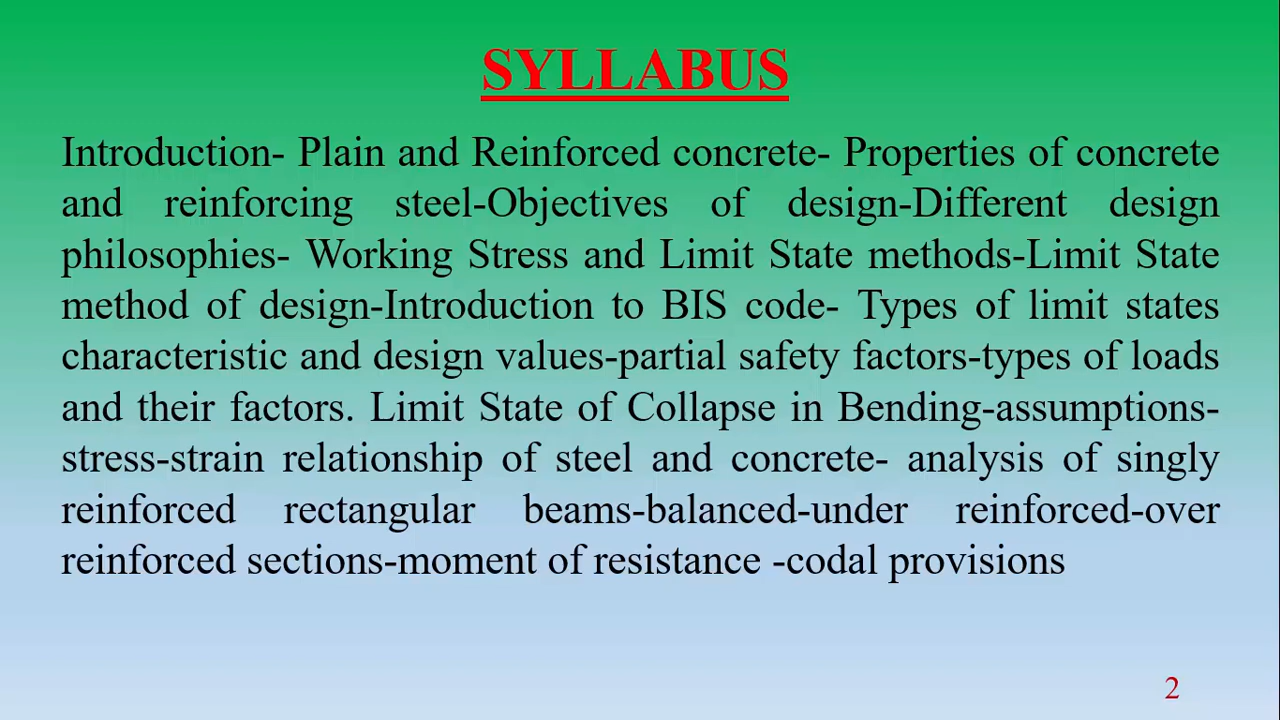 SYLLABUS
Introduction- Plain and Reinforced concrete- Properties of concrete
and reinforcing steel-Objectives of design-Different design
philosophies- Working Stress and Limit State methods-Limit State
method of design-Introduction to BIS code- Types of limit states
characteristic and design values-partial safety factors-types of loads
and their factors. Limit State of Collapse in Bending-assumptions-
stress-strain relationship of steel and concrete- analysis of singly
reinforced rectangular beams-balanced-under reinforced-over
reinforced sections-moment of resistance -codal provisions
2